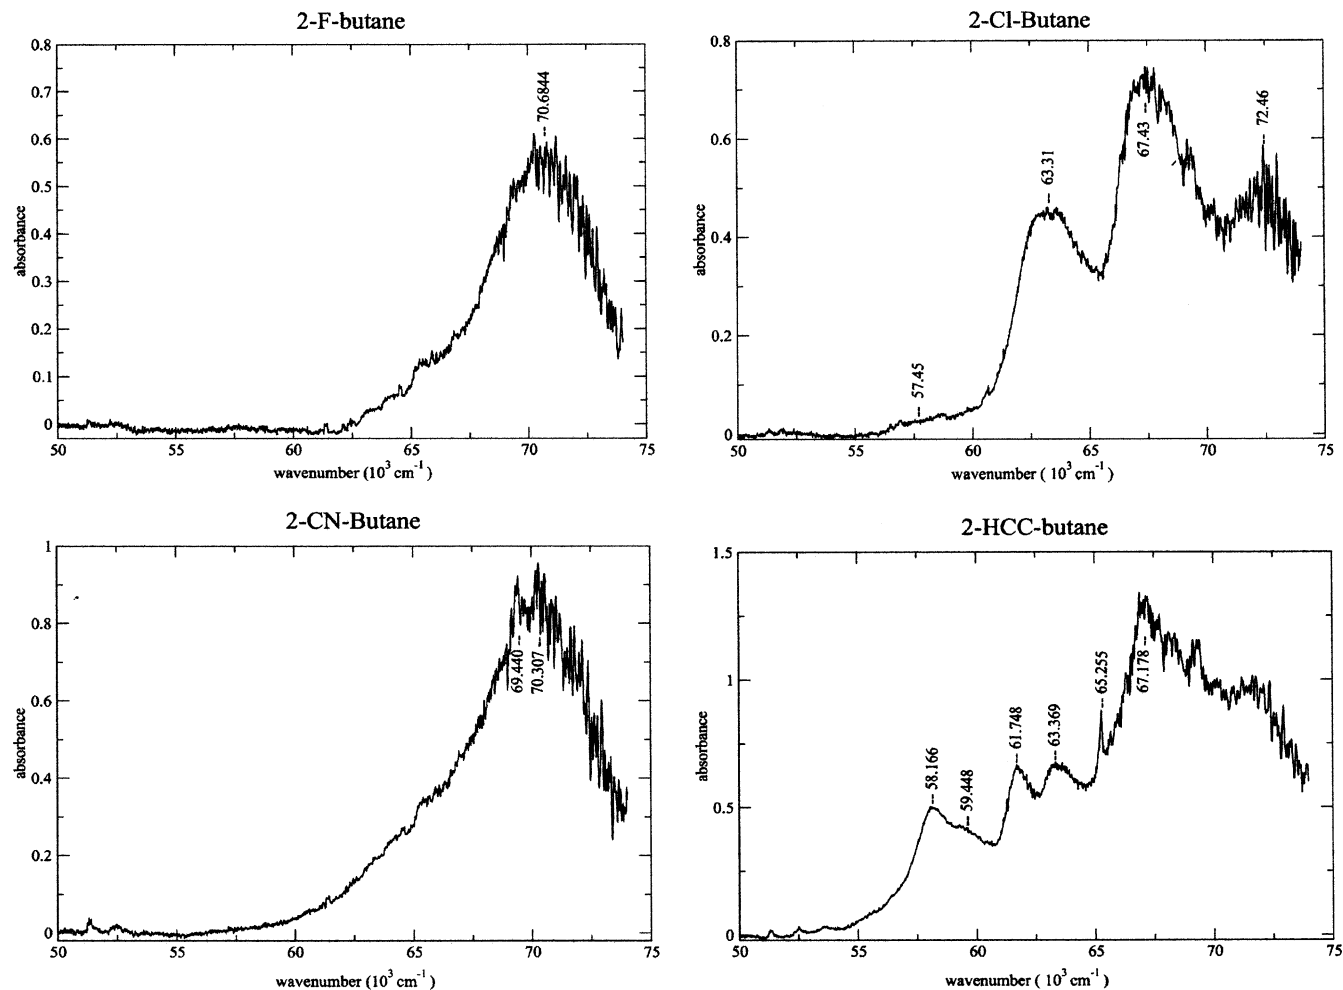 2-F-butane
0.8
0.7
0.6
0.5
0.4
0.3
0.2
0.1
0
absorbance
70.6844
50 55 60 65 70 75
wavenumber (10³ cm⁻¹ )
2-Cl-Butane
0.8
0.6
0.4
0.2
0
absorbance
57.45
63.31
67.43
72.46
50 55 60 65 70 75
wavenumber ( 10³ cm⁻¹ )
2-CN-Butane
1
0.8
0.6
0.4
0.2
0
absorbance
69.440
70.307
50 55 60 65 70 75
wavenumber (10³ cm⁻¹ )
2-HCC-butane
1.5
1
0.5
0
absorbance
58.166
59.448
61.748
63.369
65.255
67.178
50 55 60 65 70 75
wavenumber ( 10³ cm⁻¹ )